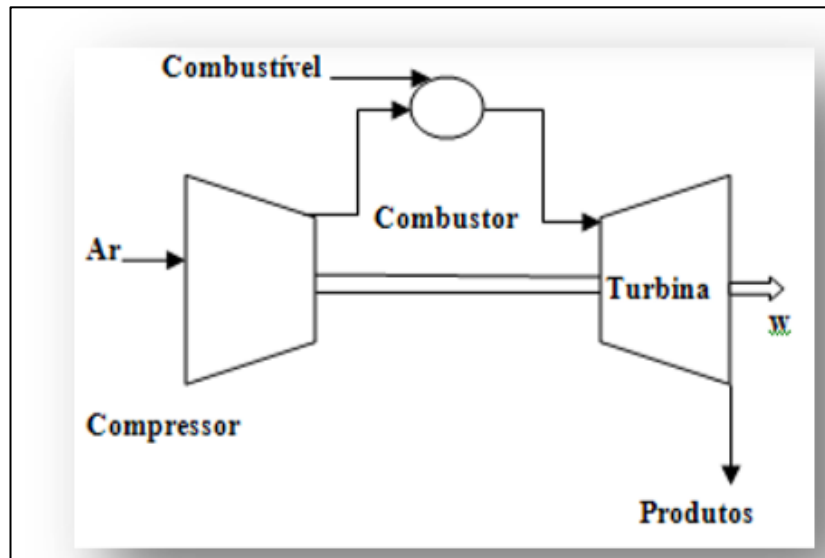 Combustível
Combustor
Ar
Turbina
w
Compressor
Produtos